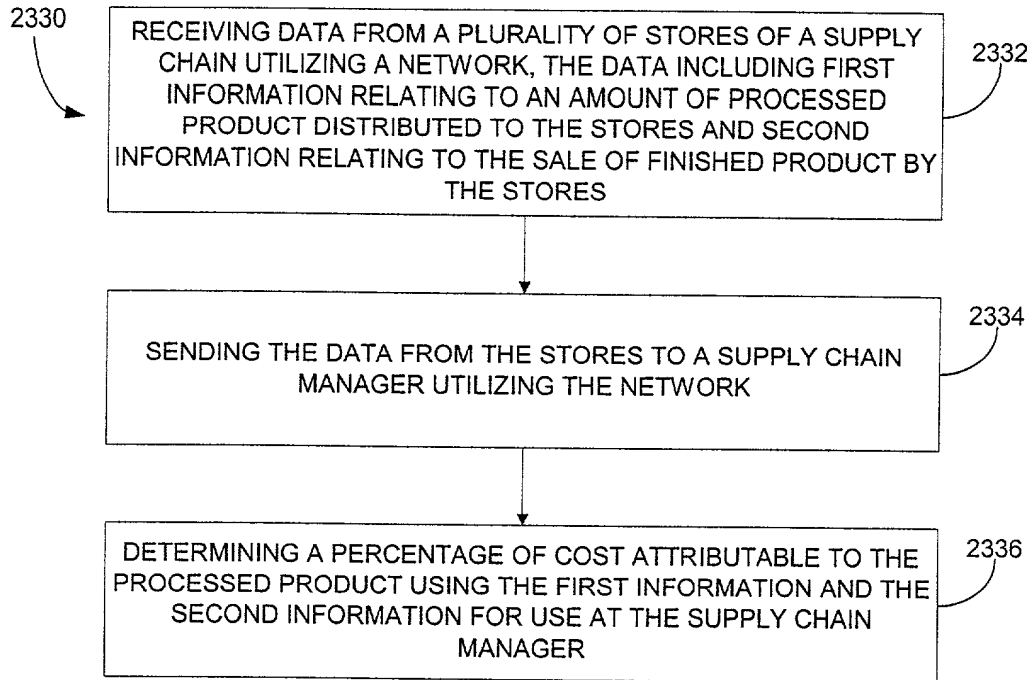 2330
RECEIVING DATA FROM A PLURALITY OF STORES OF A SUPPLY
CHAIN UTILIZING A NETWORK, THE DATA INCLUDING FIRST
INFORMATION RELATING TO AN AMOUNT OF PROCESSED
PRODUCT DISTRIBUTED TO THE STORES AND SECOND
INFORMATION RELATING TO THE SALE OF FINISHED PRODUCT BY
THE STORES
2332
SENDING THE DATA FROM THE STORES TO A SUPPLY CHAIN
MANAGER UTILIZING THE NETWORK
2334
DETERMINING A PERCENTAGE OF COST ATTRIBUTABLE TO THE
PROCESSED PRODUCT USING THE FIRST INFORMATION AND THE
SECOND INFORMATION FOR USE AT THE SUPPLY CHAIN
MANAGER
2336